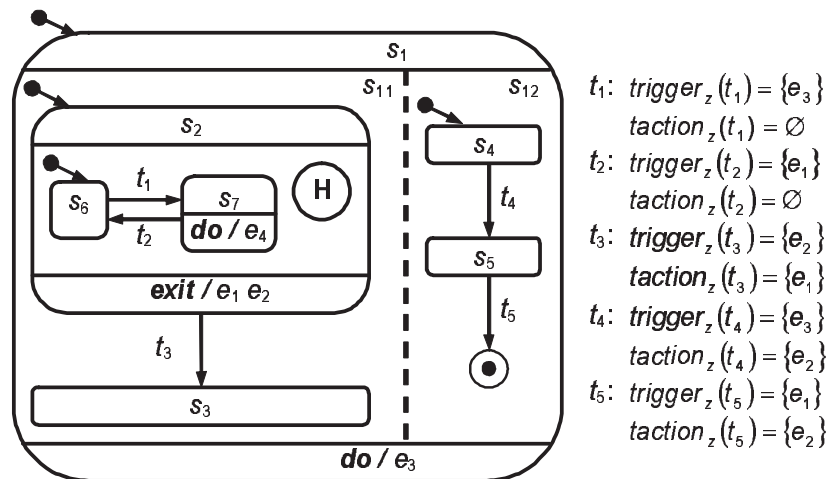 s1
s11
s12
s2
s4
s6
t1
s7
H
t2
do / e4
t4
s5
exit / e1 e2
t3
t5
s3
do / e3
t1: triggerz(t1) = {e3}
tactionz(t1) = ∅
t2: triggerz(t2) = {e1}
tactionz(t2) = ∅
t3: triggerz(t3) = {e2}
tactionz(t3) = {e1}
t4: triggerz(t4) = {e3}
tactionz(t4) = {e2}
t5: triggerz(t5) = {e1}
tactionz(t5) = {e2}